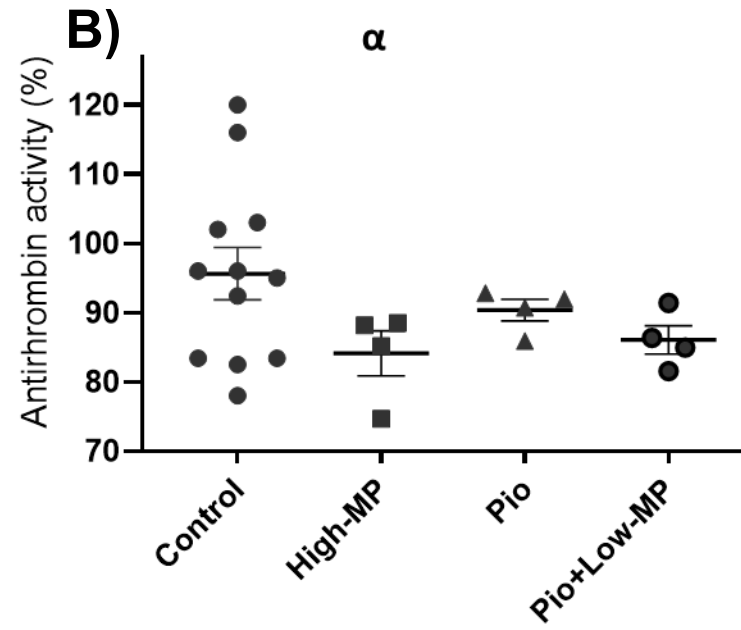 B)
α
Antirhrombin activity (%)
120
110
100
90
80
70
Control
High-MP
Pio
Pio+Low-MP